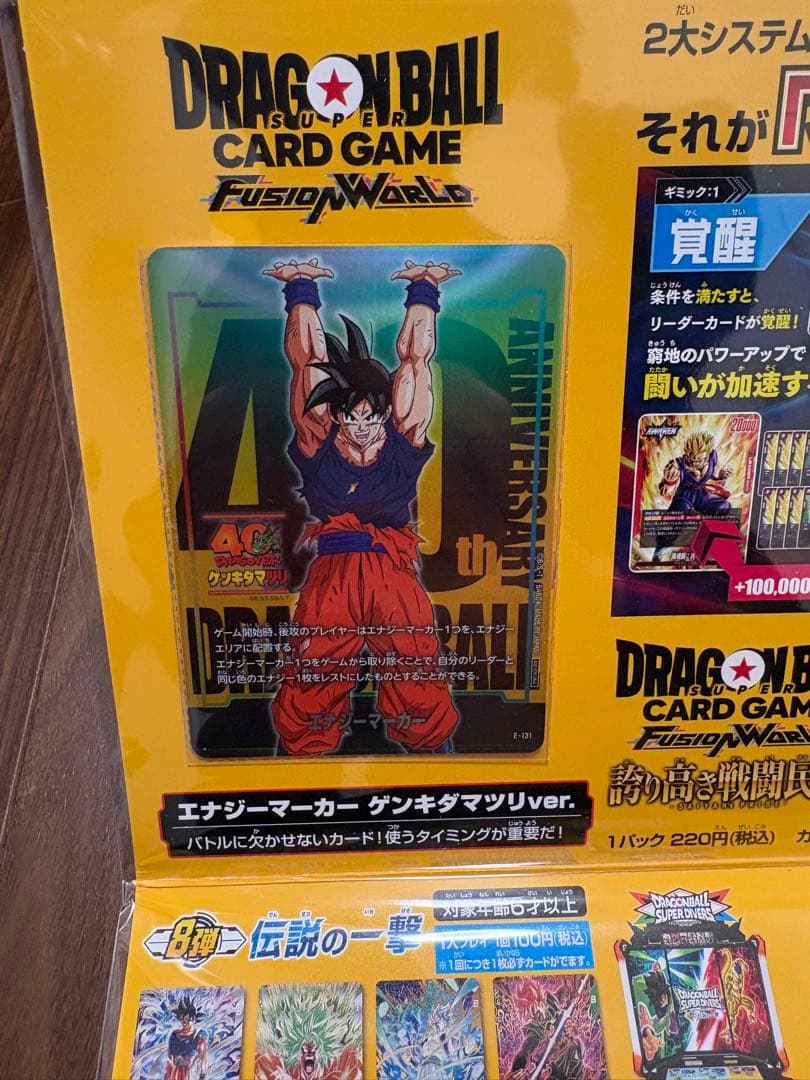 DRAGON BALL
SUPER
CARD GAME
FUSION WORLD
40th
ANNIVERSARY
DRAGON BALL
40th
DRAGON BALL
ゲンキダマツリ
ゲーム開始時、後攻のプレイヤーはエナジーマーカー1つを、エナジー
エリアに配置する。
エナジーマーカー1つをゲームから取り除くことで、自分のリーダーと
同じ色のエナジー1枚をレストにしたものとすることができる。
エナジーマーカー
E-131
エナジーマーカー ゲンキダマツリver.
バトルに欠かせないカード!使うタイミングが重要だ!
2大システム
それが
ギミック:1
覚醒
条件を満たすと、
リーダーカードが覚醒!
窮地のパワーアップで
闘いが加速す
AWAKEN
20000
+100,000
DRAGON BALL
SUPER
CARD GAM
FUSION WORL
誇り高き戦闘民
-SAIYAN'S PRIDE-
1パック 220円(税込)
8弾
伝説の一撃
対象年齢6才以上
1人プレイ 1回100円(税込)
※1回につき1枚必ずカードがでます。
DRAGONBALL
SUPER DIVERS
DRAGONBALL
SUPER DIVERS